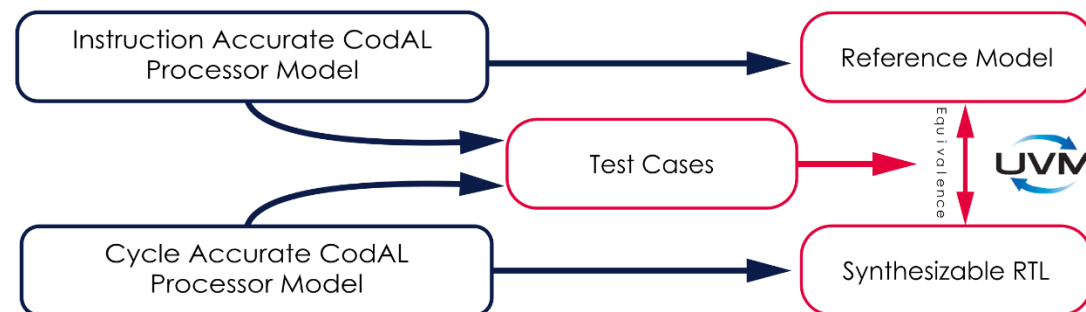 Instruction Accurate CodAL
Processor Model
Reference Model
Equivalence
UVM
Test Cases
Cycle Accurate CodAL
Processor Model
Synthesizable RTL